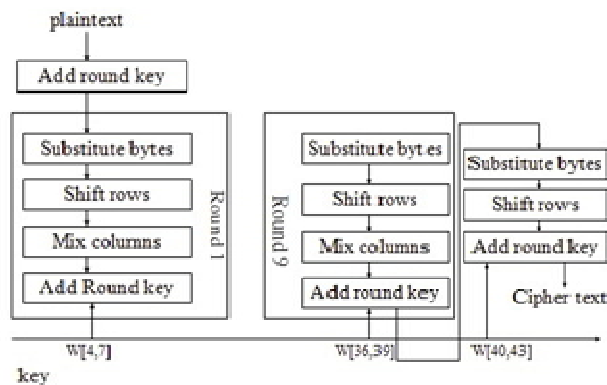 plaintext
Add round key
Substitute bytes
Shift rows
Mix columns
Add Round key
Round 1
W[4,7]
Substitute bytes
Shift rows
Mix columns
Add round key
Round 9
W[36,39]
Substitute bytes
Shift rows
Add round key
Cipher text
W[40,43]
key